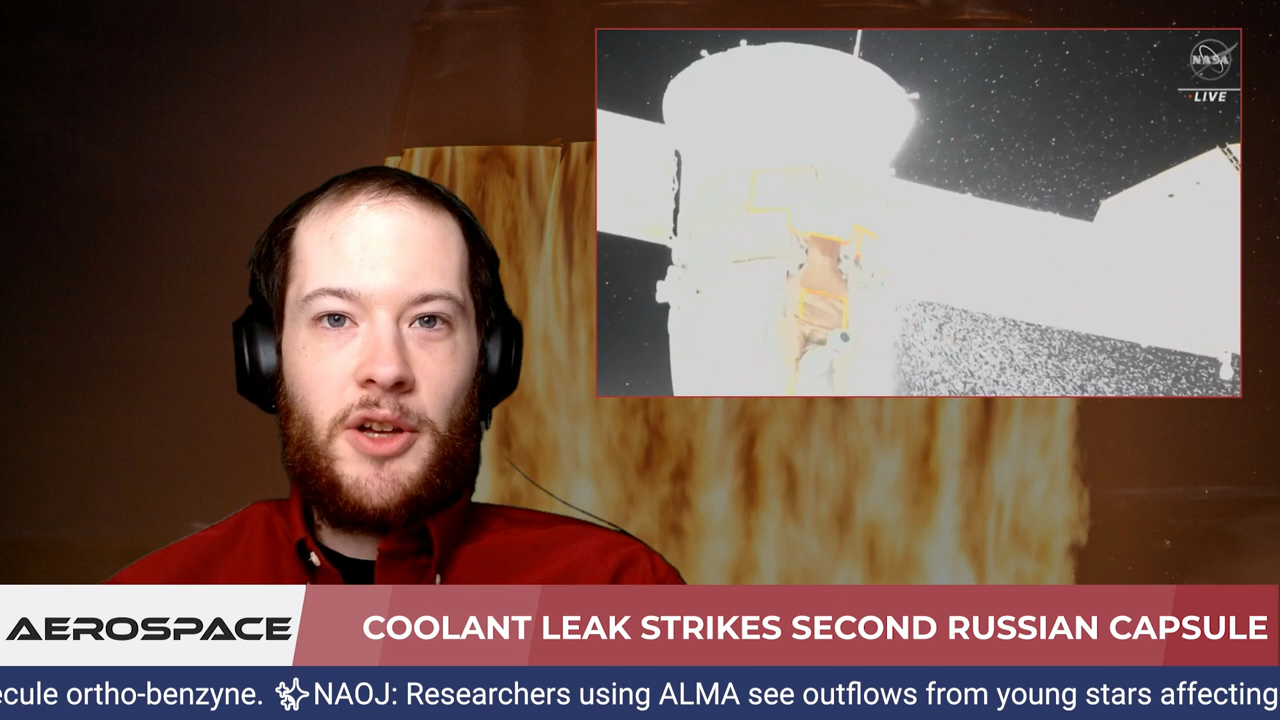 NASA
LIVE
AEROSPACE
COOLANT LEAK STRIKES SECOND RUSSIAN CAPSULE
ecule ortho-benzyne. NAOJ: Researchers using ALMA see outflows from young stars affecting